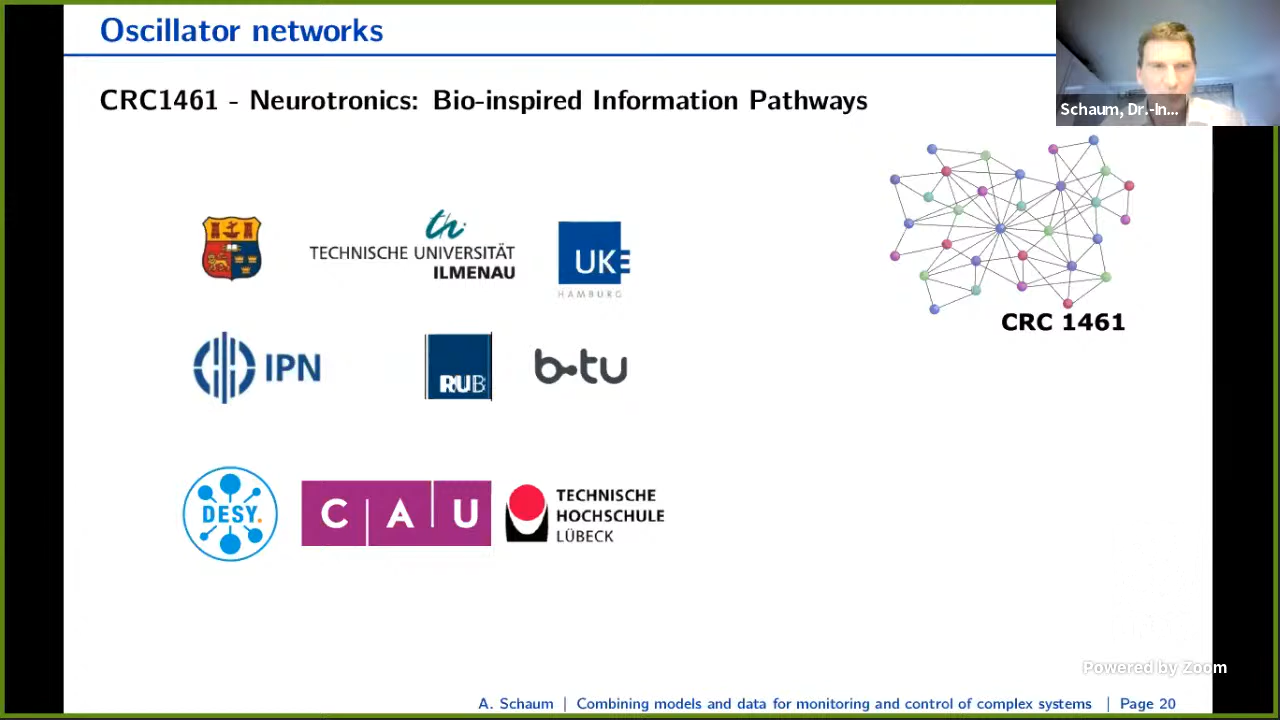 Oscillator networks
CRC1461 - Neurotronics: Bio-inspired Information Pathways
Schaum, Dr.-In...
th
TECHNISCHE UNIVERSITÄT
ILMENAU
UKE
HAMBURG
CRC 1461
IPN
RUB
b-tu
DESY.
CAU
TECHNISCHE
HOCHSCHULE
LÜBECK
Powered by Zoom
A. Schaum | Combining models and data for monitoring and control of complex systems | Page 20